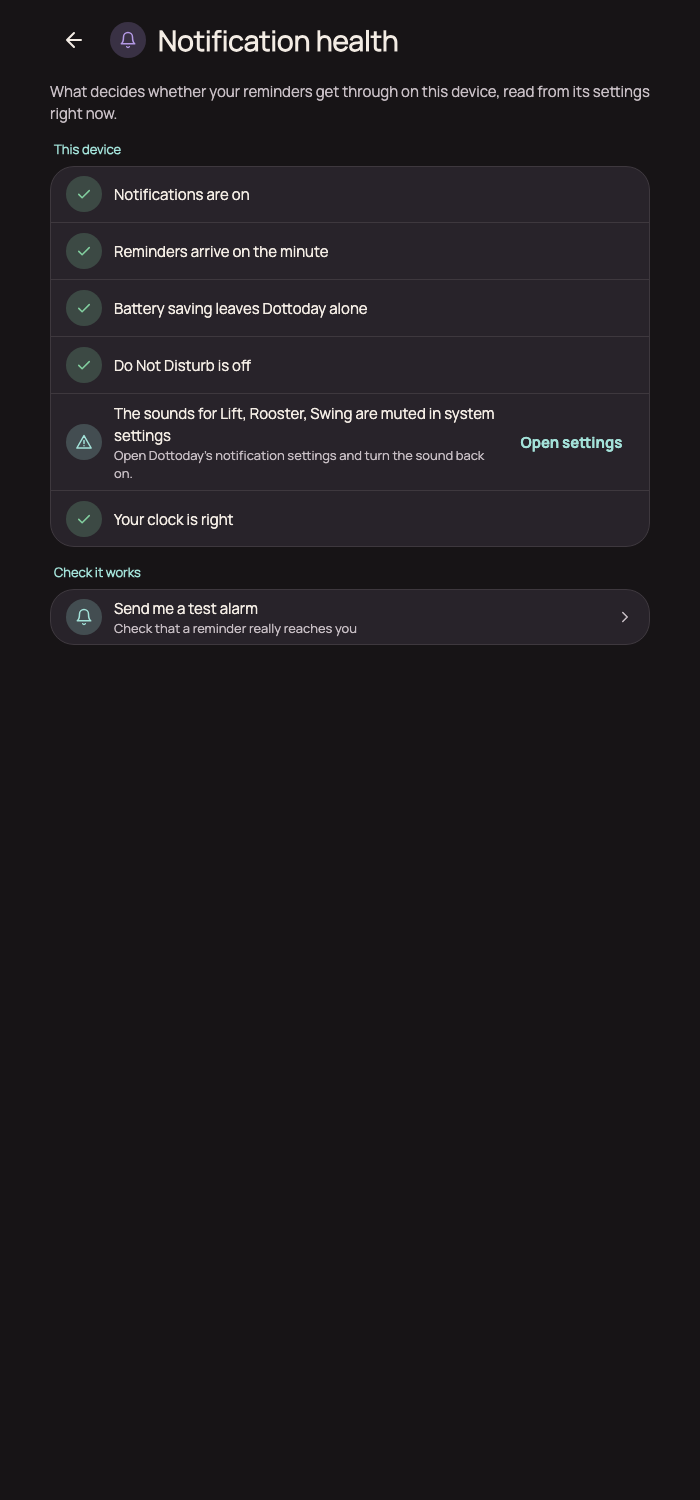 Notification health
What decides whether your reminders get through on this device, read from its settings
right now.
This device
Notifications are on
Reminders arrive on the minute
Battery saving leaves Dottoday alone
Do Not Disturb is off
The sounds for Lift, Rooster, Swing are muted in system
settings
Open Dottoday's notification settings and turn the sound back
on.
Open settings
Your clock is right
Check it works
Send me a test alarm
Check that a reminder really reaches you